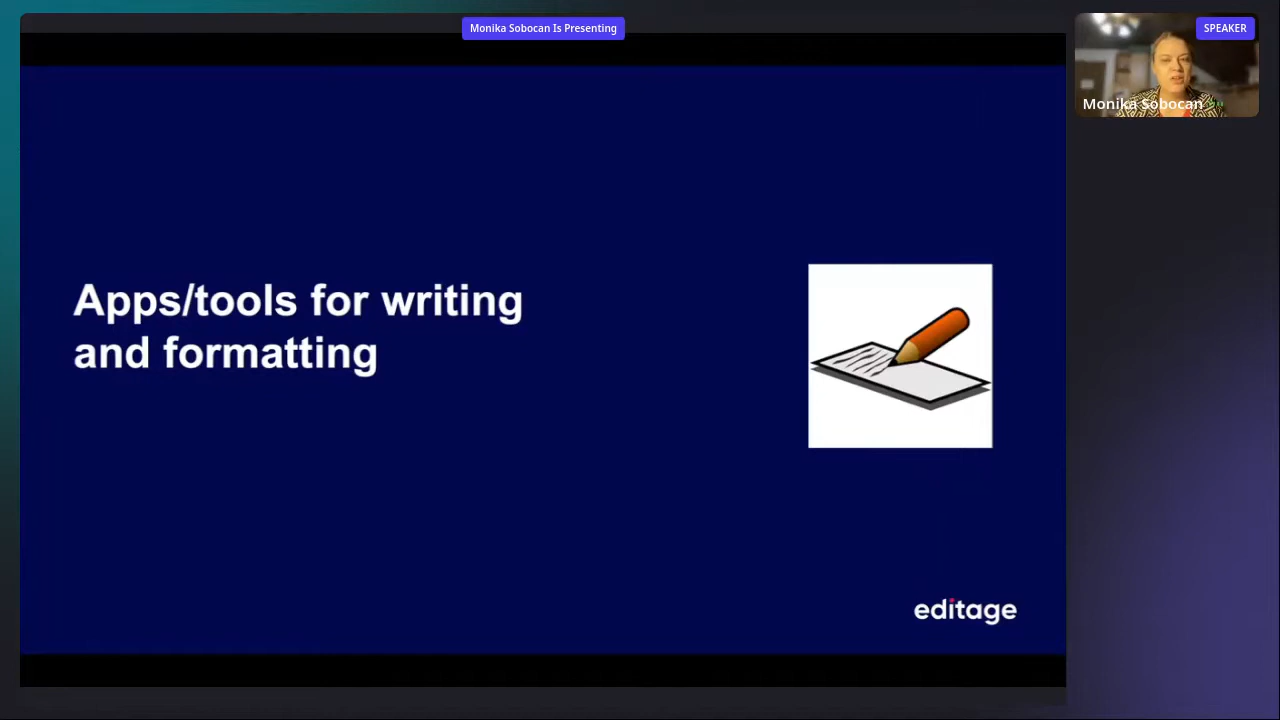 Monika Sobocan Is Presenting
SPEAKER
Monika Sobocan
Apps/tools for writing
and formatting
editage